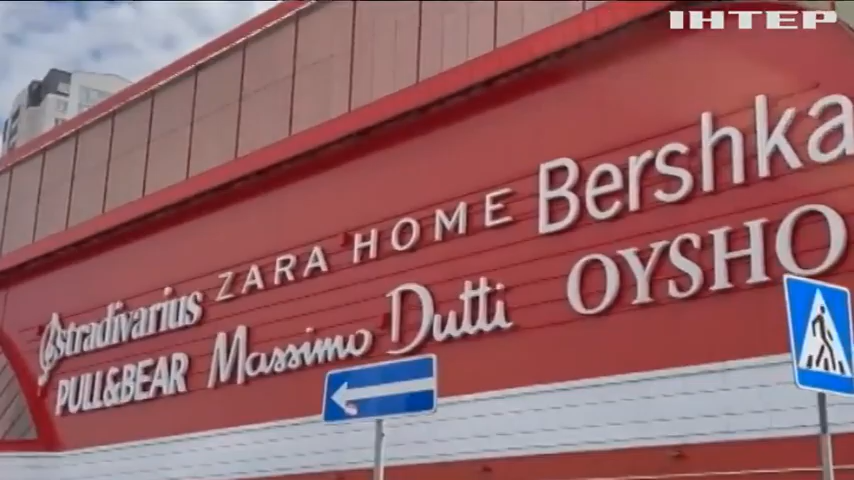 ІНТЕР
Stradivarius ZARA HOME Bershka
PULL&BEAR Massimo Dutti OYSHO